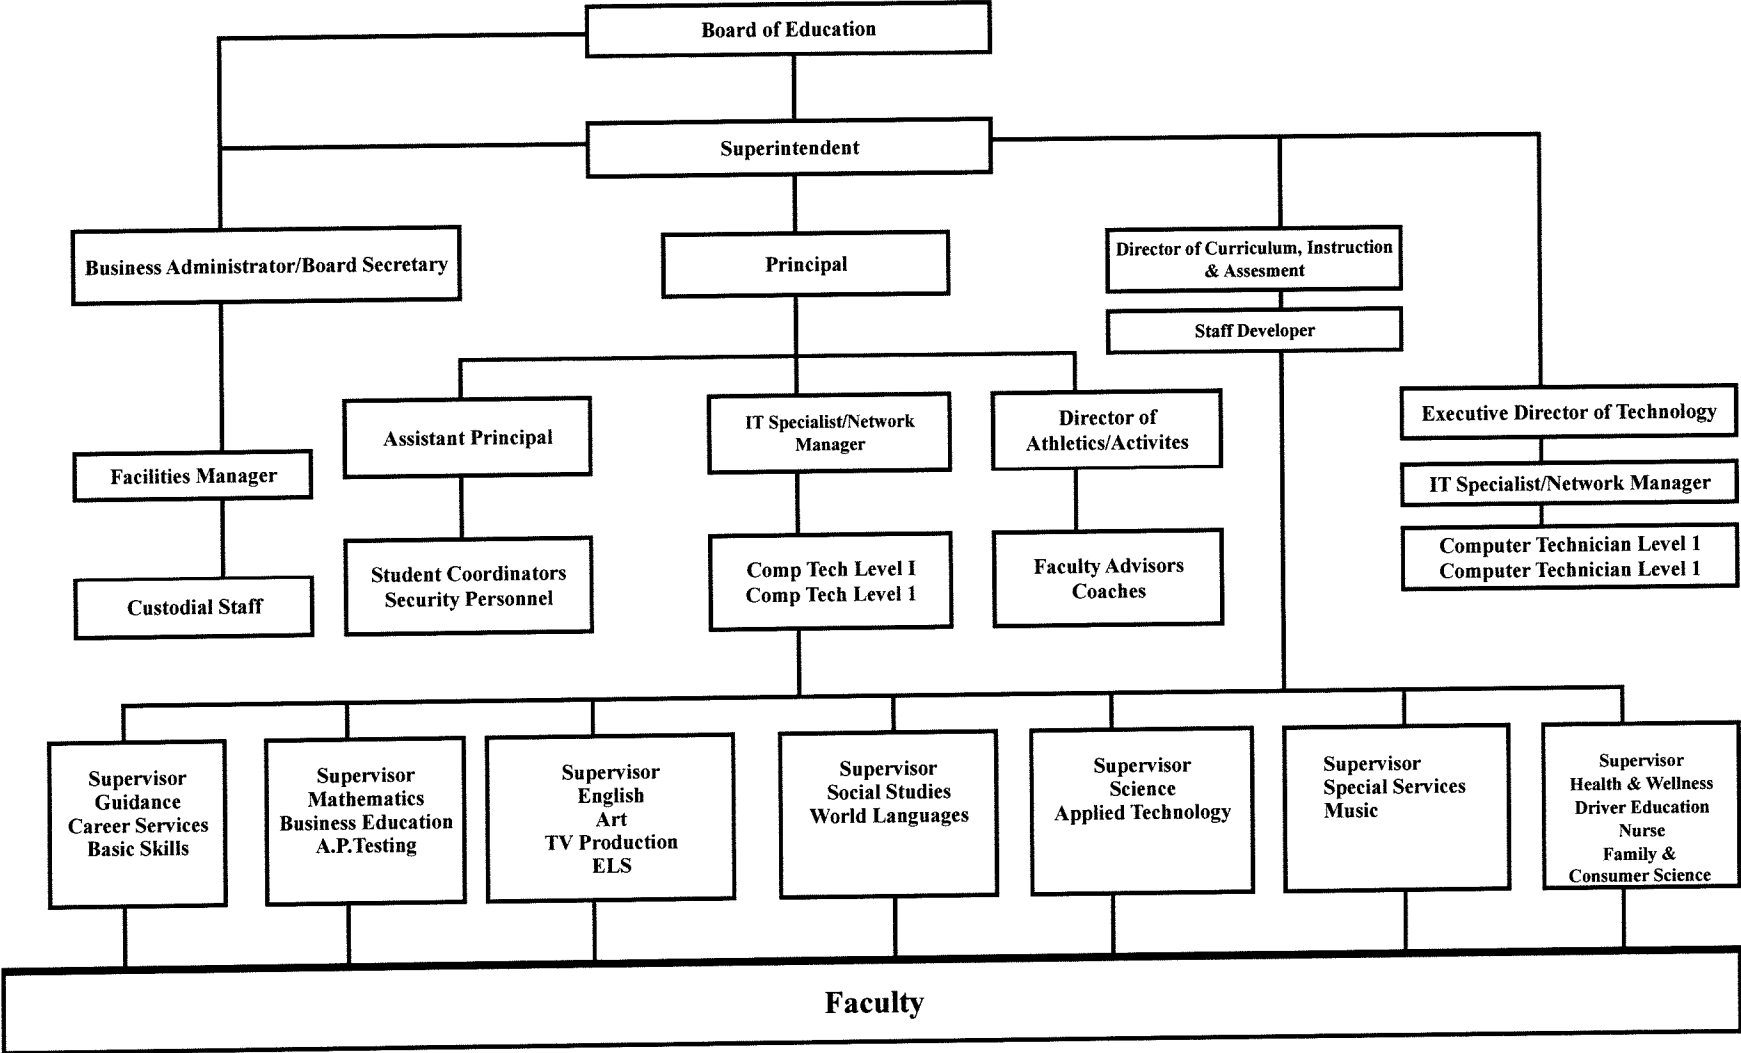 Board of Education
Superintendent
Business Administrator/Board Secretary
Principal
Director of Curriculum, Instruction
& Assesment
Staff Developer
Assistant Principal
IT Specialist/Network
Manager
Director of
Athletics/Activites
Executive Director of Technology
Facilities Manager
IT Specialist/Network Manager
Custodial Staff
Student Coordinators
Security Personnel
Comp Tech Level I
Comp Tech Level 1
Faculty Advisors
Coaches
Computer Technician Level 1
Computer Technician Level 1
Supervisor
Guidance
Career Services
Basic Skills
Supervisor
Mathematics
Business Education
A.P.Testing
Supervisor
English
Art
TV Production
ELS
Supervisor
Social Studies
World Languages
Supervisor
Science
Applied Technology
Supervisor
Special Services
Music
Supervisor
Health & Wellness
Driver Education
Nurse
Family &
Consumer Science
Faculty